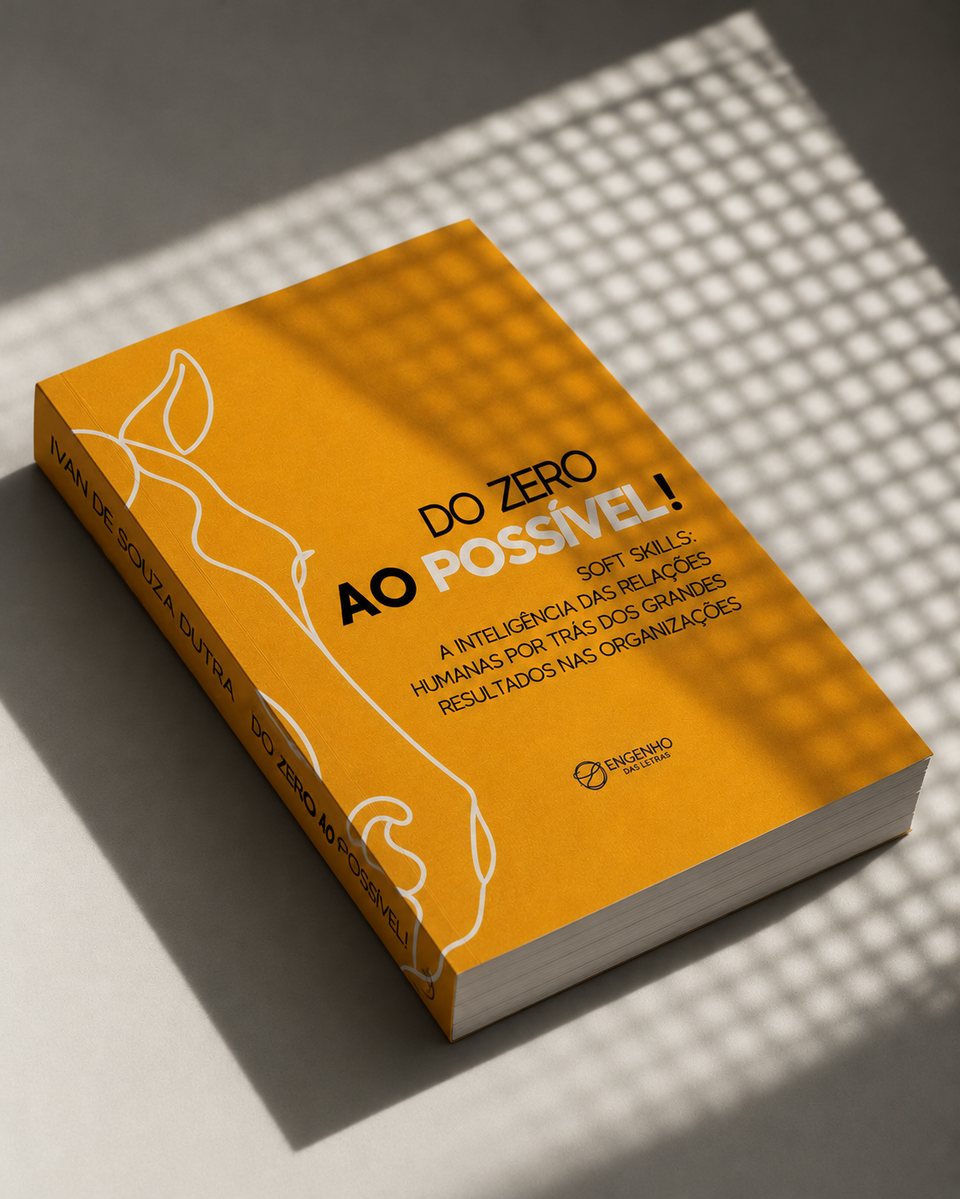 DO ZERO
AO POSSÍVEL!
SOFT SKILLS:
A INTELIGÊNCIA DAS RELAÇÕES
HUMANAS POR TRÁS DOS GRANDES
RESULTADOS NAS ORGANIZAÇÕES
ENGENHO
DAS LETRAS
IVAN DE SOUZA DUTRA DO ZERO AO POSSÍVEL!